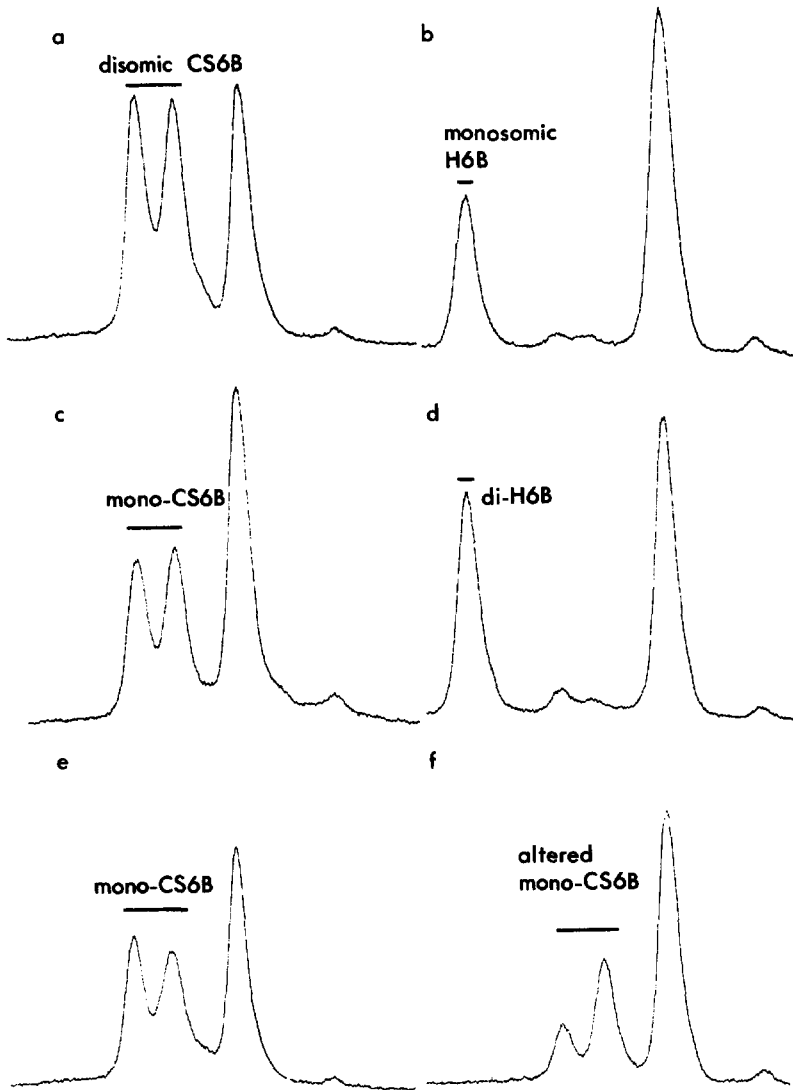 a
disomic CS6B
b
monosomic
H6B
c
mono-CS6B
d
di-H6B
e
mono-CS6B
f
altered
mono-CS6B